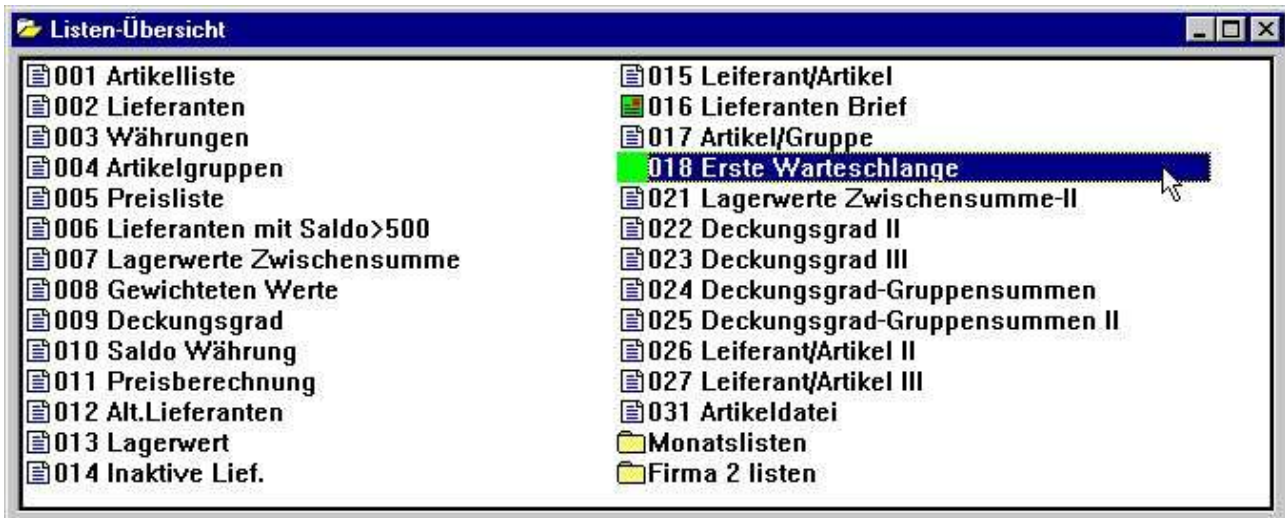 Listen-Übersicht
001 Artikelliste
002 Lieferanten
003 Währungen
004 Artikelgruppen
005 Preisliste
006 Lieferanten mit Saldo>500
007 Lagerwerte Zwischensumme
008 Gewichteten Werte
009 Deckungsgrad
010 Saldo Währung
011 Preisberechnung
012 Alt.Lieferanten
013 Lagerwert
014 Inaktive Lief.
015 Leiferant/Artikel
016 Lieferanten Brief
017 Artikel/Gruppe
018 Erste Warteschlange
021 Lagerwerte Zwischensumme-II
022 Deckungsgrad II
023 Deckungsgrad III
024 Deckungsgrad-Gruppensummen
025 Deckungsgrad-Gruppensummen II
026 Leiferant/Artikel II
027 Leiferant/Artikel III
031 Artikeldatei
Monatslisten
Firma 2 listen